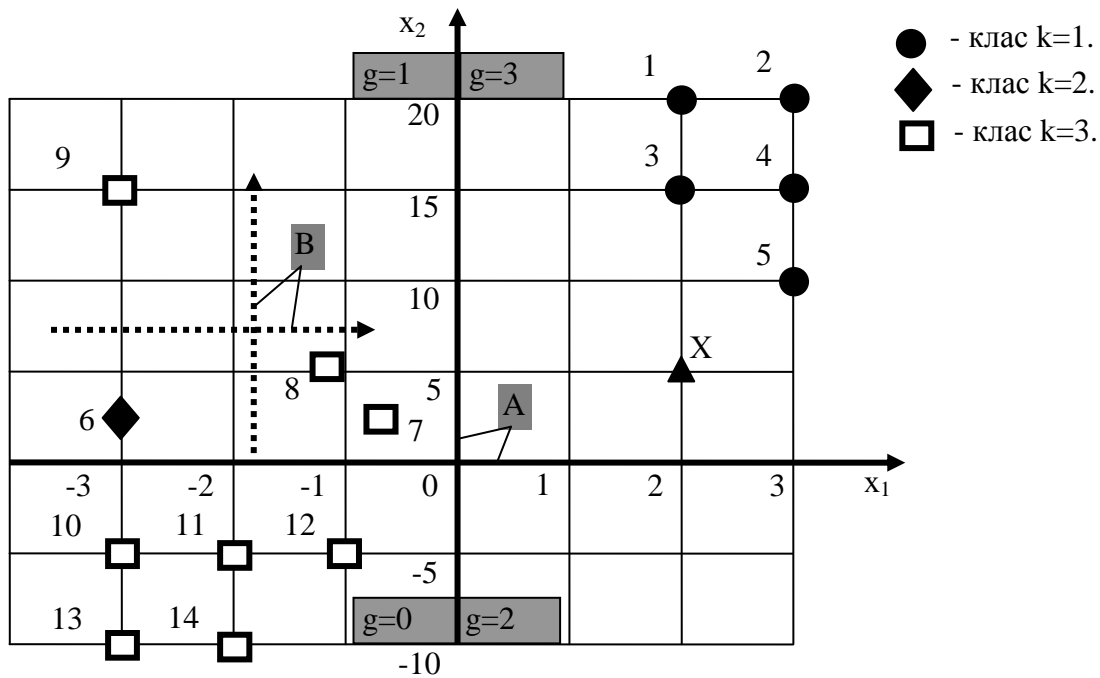 x₂
g=1 g=3
1 2
- клас k=1.
- клас k=2.
- клас k=3.
20
9 3 4
15
B 5
10
X
8 5 A
6 7
-3 -2 -1 0 1 2 3 x₁
10 11 12
-5
13 14 g=0 g=2
-10